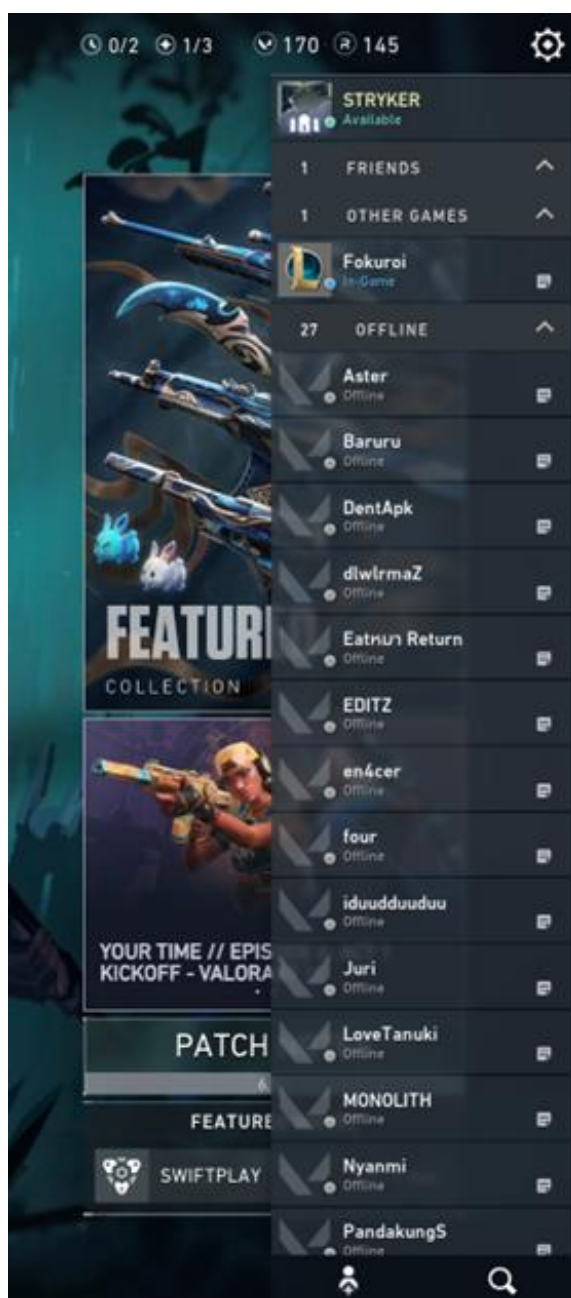 0/2 1/3 170 R 145
STRYKER
Available
1 FRIENDS
1 OTHER GAMES
Fokuroi
In-Game
27 OFFLINE
Aster
Offline
Baruru
Offline
DentApk
Offline
dlwlrmaZ
Offline
Eatหมา Return
Offline
EDITZ
Offline
en4cer
Offline
four
Offline
iduudduuduu
Offline
Juri
Offline
LoveTanuki
Offline
MONOLITH
Offline
Nyanmi
Offline
PandakungS
Offline
FEATUR
COLLECTION
YOUR TIME // EPIS
KICKOFF - VALORA
PATCH
6.
FEATURE
SWIFTPLAY